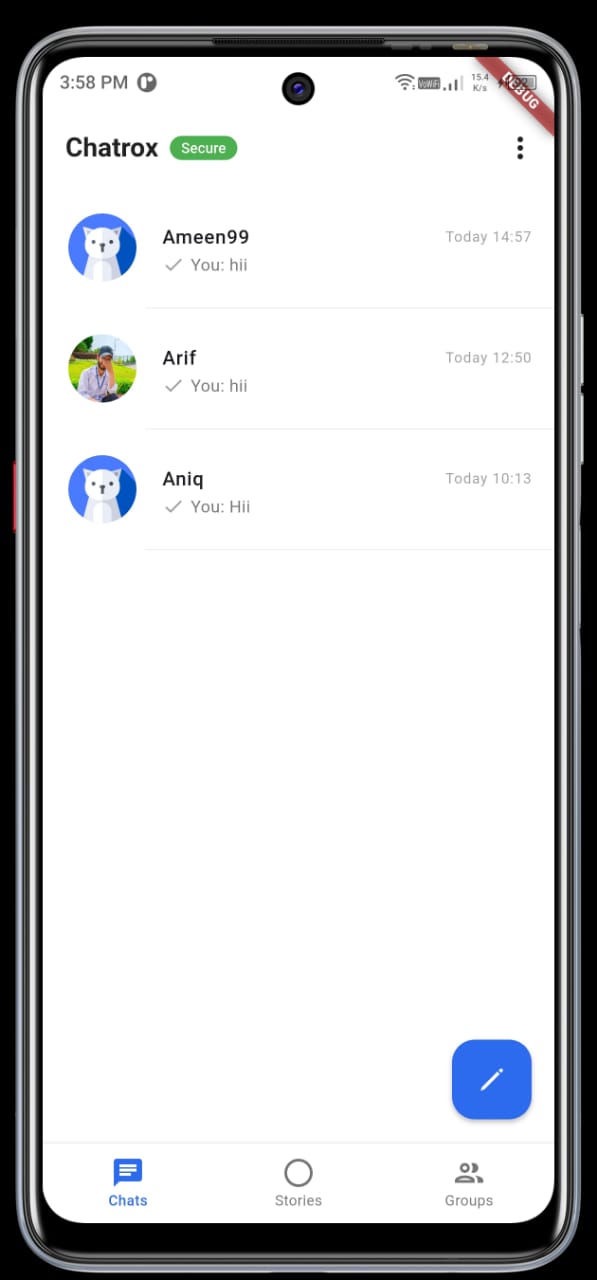 3:58 PM
VoWiFi
15.4
K/s
92
DEBUG
Chatrox
Secure
Ameen99
Today 14:57
You: hii
Arif
Today 12:50
You: hii
Aniq
Today 10:13
You: Hii
Chats
Stories
Groups